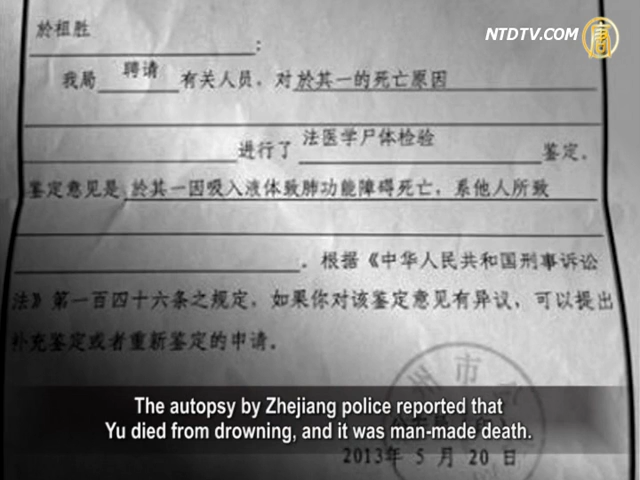 NTDTV.COM
於祖胜
：
我局 聘请 有关人员，对於其一的死亡原因
进行了 法医学尸体检验 鉴定。
鉴定意见是 於其一因吸入液体致肺功能障碍死亡，系他人所致
。根据《中华人民共和国刑事诉讼
法》第一百四十六条之规定，如果你对该鉴定意见有异议，可以提出
补充鉴定或者重新鉴定的申请。
州市公
The autopsy by Zhejiang police reported that
Yu died from drowning, and it was man-made death.
2013年 5 月 20 日